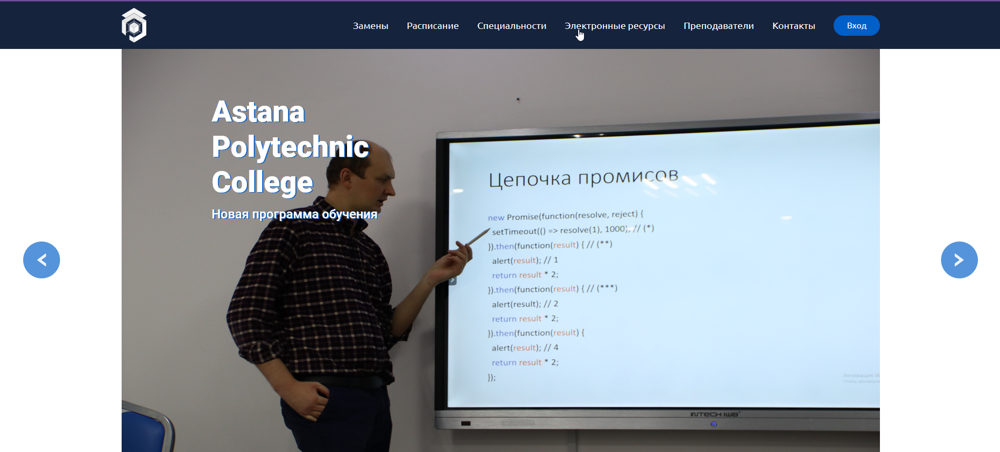 Замены Расписание Специальности Электронные ресурсы Преподаватели Контакты Вход
Astana
Polytechnic
College
Новая программа обучения
Цепочка промисов
new Promise(function(resolve, reject) {
setTimeout(() => resolve(1), 1000); // (*)
}).then(function(result) { // (**)
alert(result); // 1
return result * 2;
}).then(function(result) { // (***)
alert(result); // 2
return result * 2;
}).then(function(result) {
alert(result); // 4
return result * 2;
});
Активация
INTECH IWB